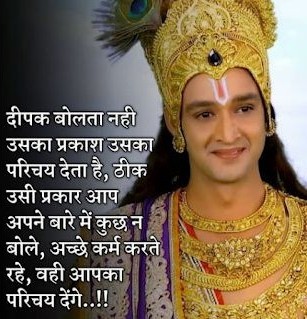 दीपक बोलता नही
उसका प्रकाश उसका
परिचय देता है, ठीक
उसी प्रकार आप
अपने बारे में कुछ न
बोले, अच्छे कर्म करते
रहे, वही आपका
परिचय देंगे..!!